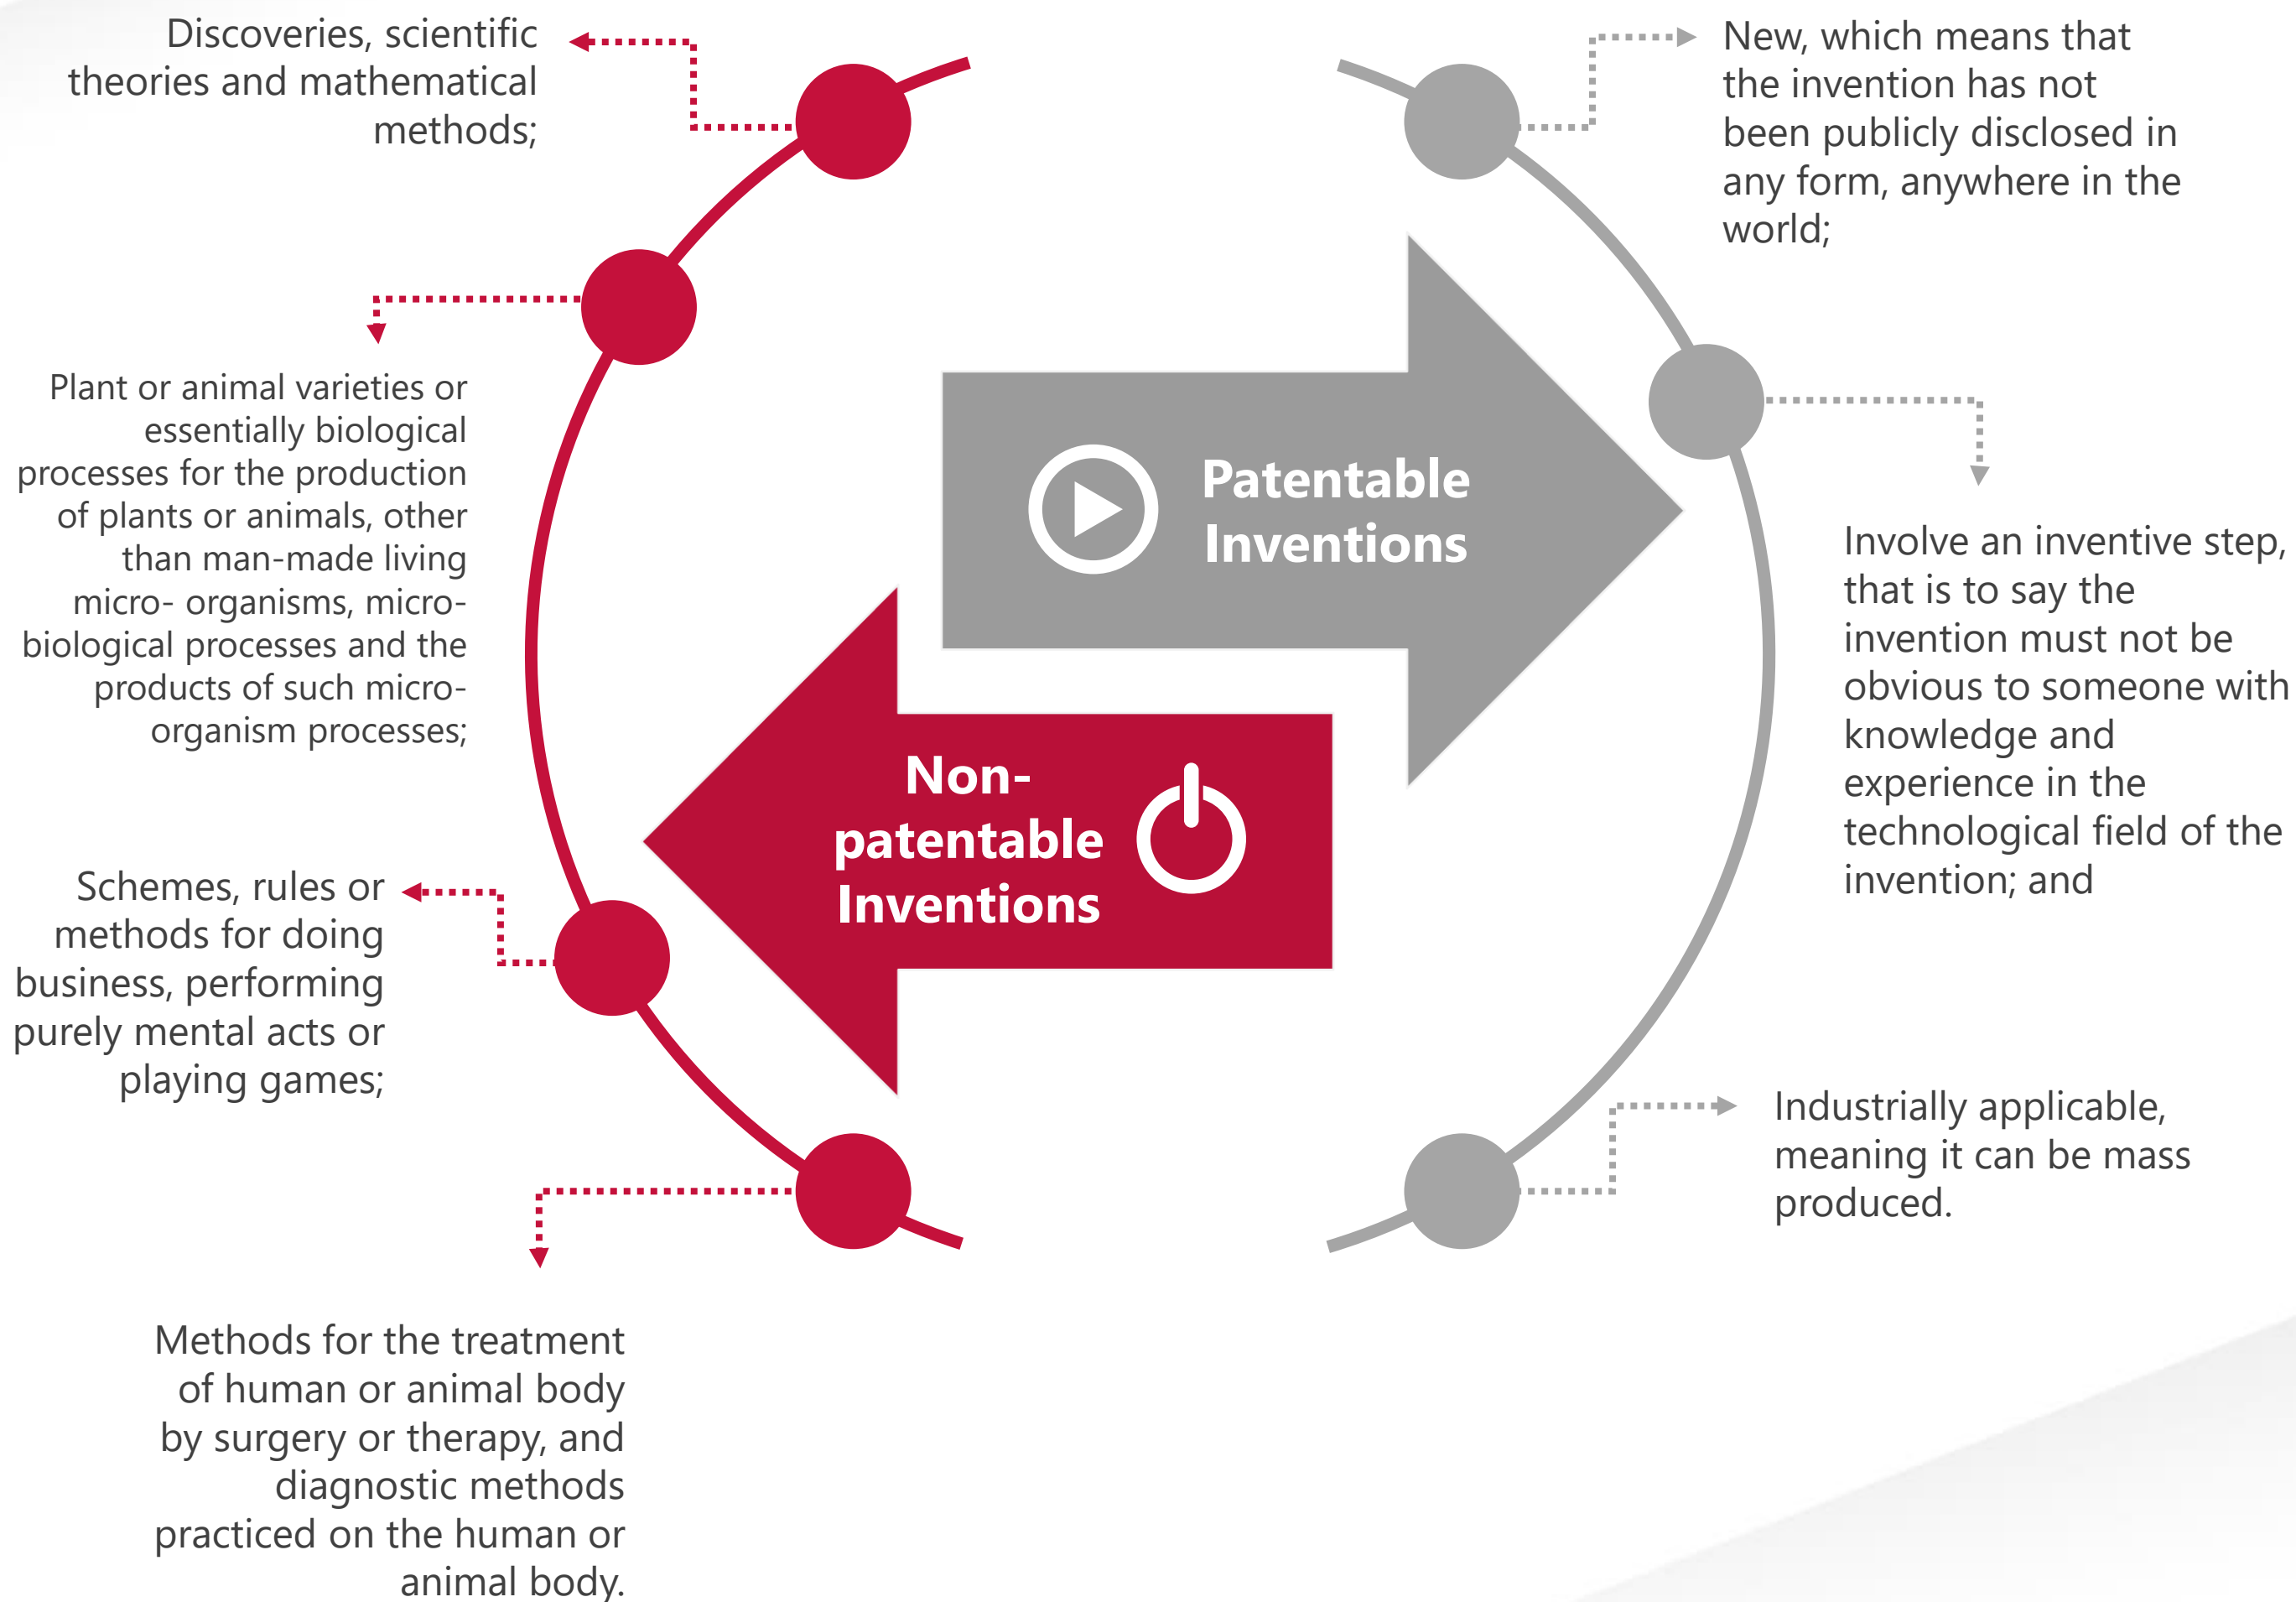 Discoveries, scientific
theories and mathematical
methods;
Plant or animal varieties or
essentially biological
processes for the production
of plants or animals, other
than man-made living
micro- organisms, micro-
biological processes and the
products of such micro-
organism processes;
Schemes, rules or
methods for doing
business, performing
purely mental acts or
playing games;
Methods for the treatment
of human or animal body
by surgery or therapy, and
diagnostic methods
practiced on the human or
animal body.
Non-
patentable
Inventions
Patentable
Inventions
New, which means that
the invention has not
been publicly disclosed in
any form, anywhere in the
world;
Involve an inventive step,
that is to say the
invention must not be
obvious to someone with
knowledge and
experience in the
technological field of the
invention; and
Industrially applicable,
meaning it can be mass
produced.